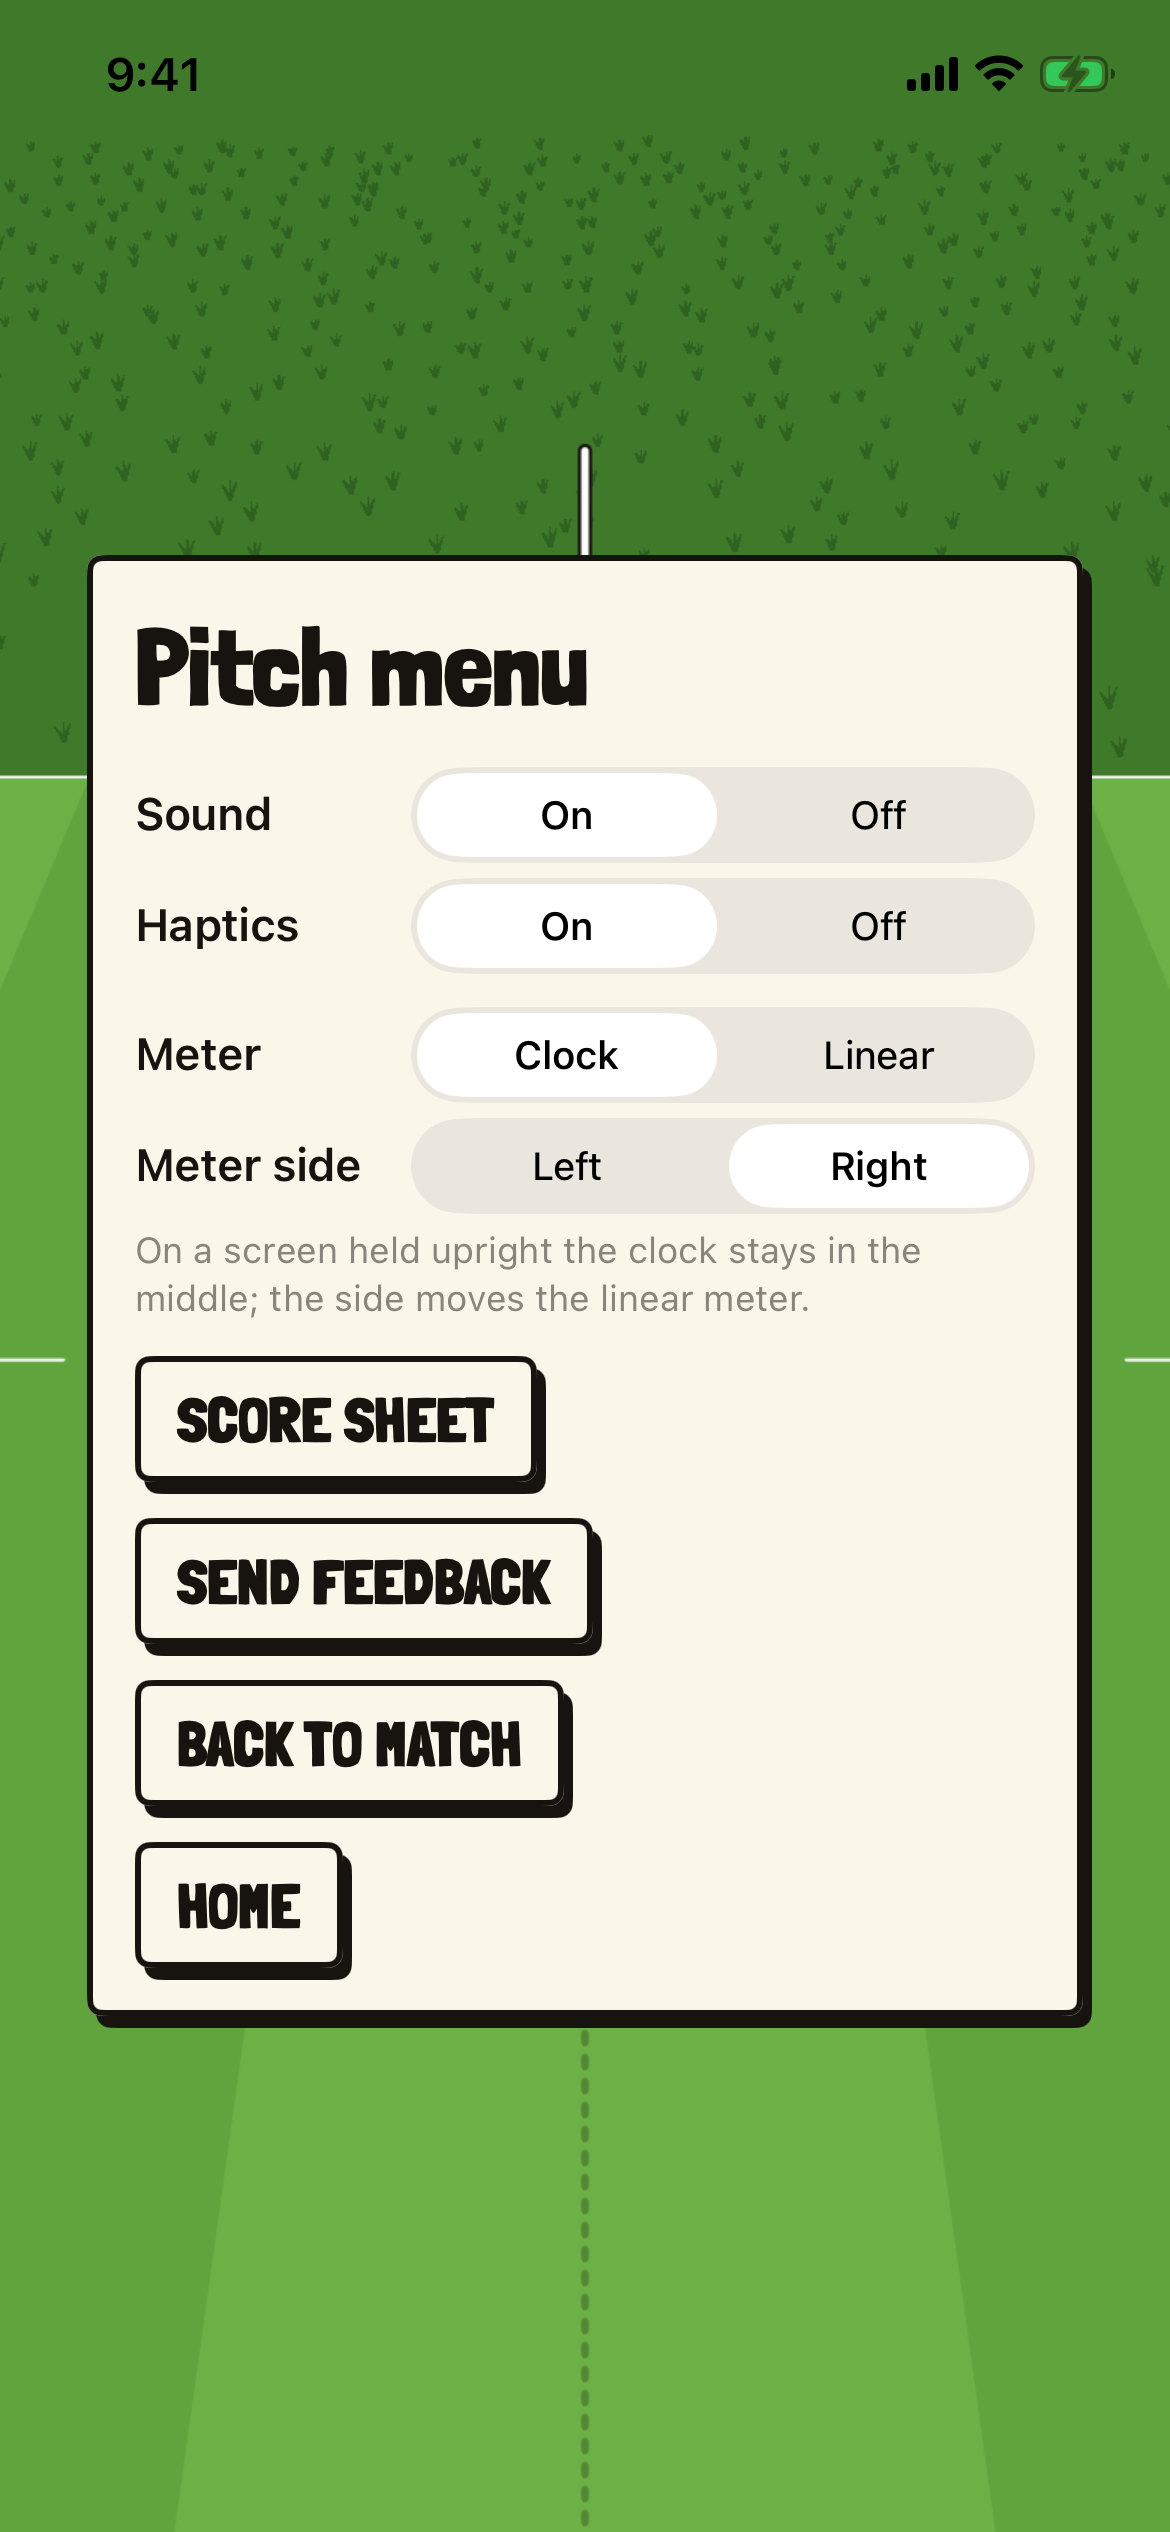 9:41
Pitch menu
Sound On Off
Haptics On Off
Meter Clock Linear
Meter side Left Right
On a screen held upright the clock stays in the
middle; the side moves the linear meter.
SCORE SHEET
SEND FEEDBACK
BACK TO MATCH
HOME